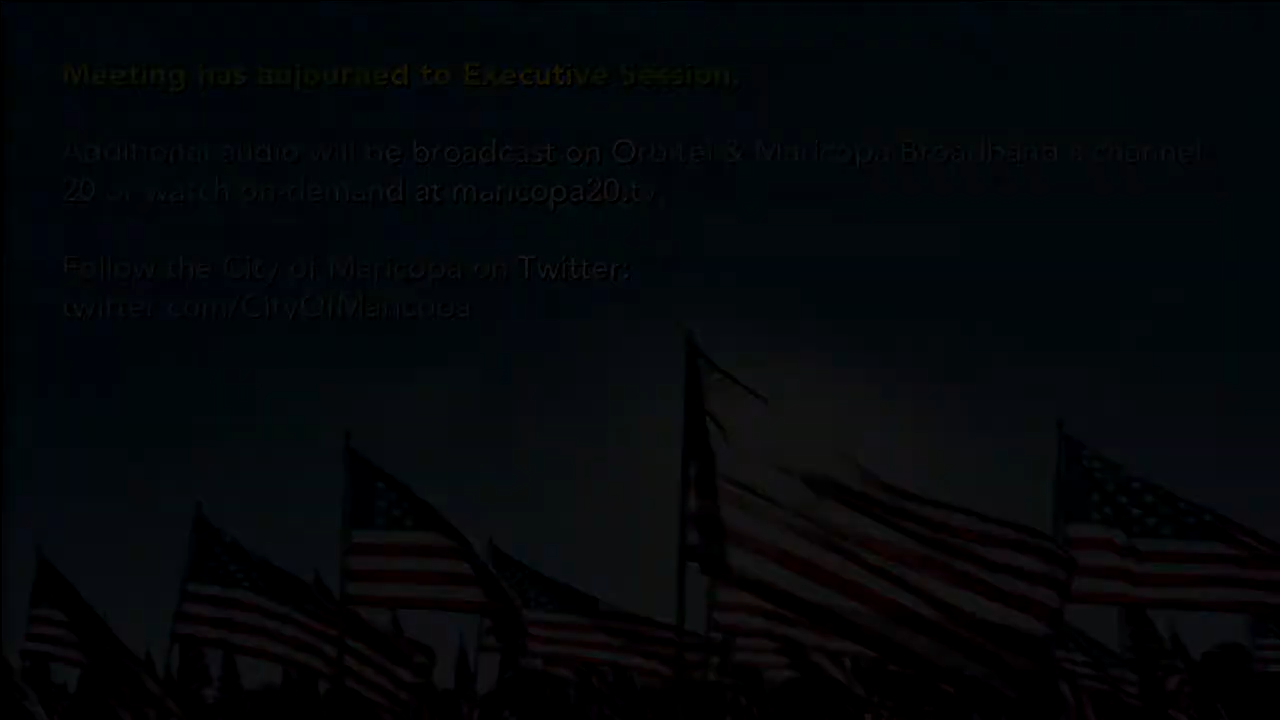 Meeting has adjourned to Executive Session.
Additional audio will be broadcast on Orbitel & Maricopa Broadband's channel
20 or watch on-demand at maricopa20.tv.
Follow the City of Maricopa on Twitter:
twitter.com/CityOfMaricopa